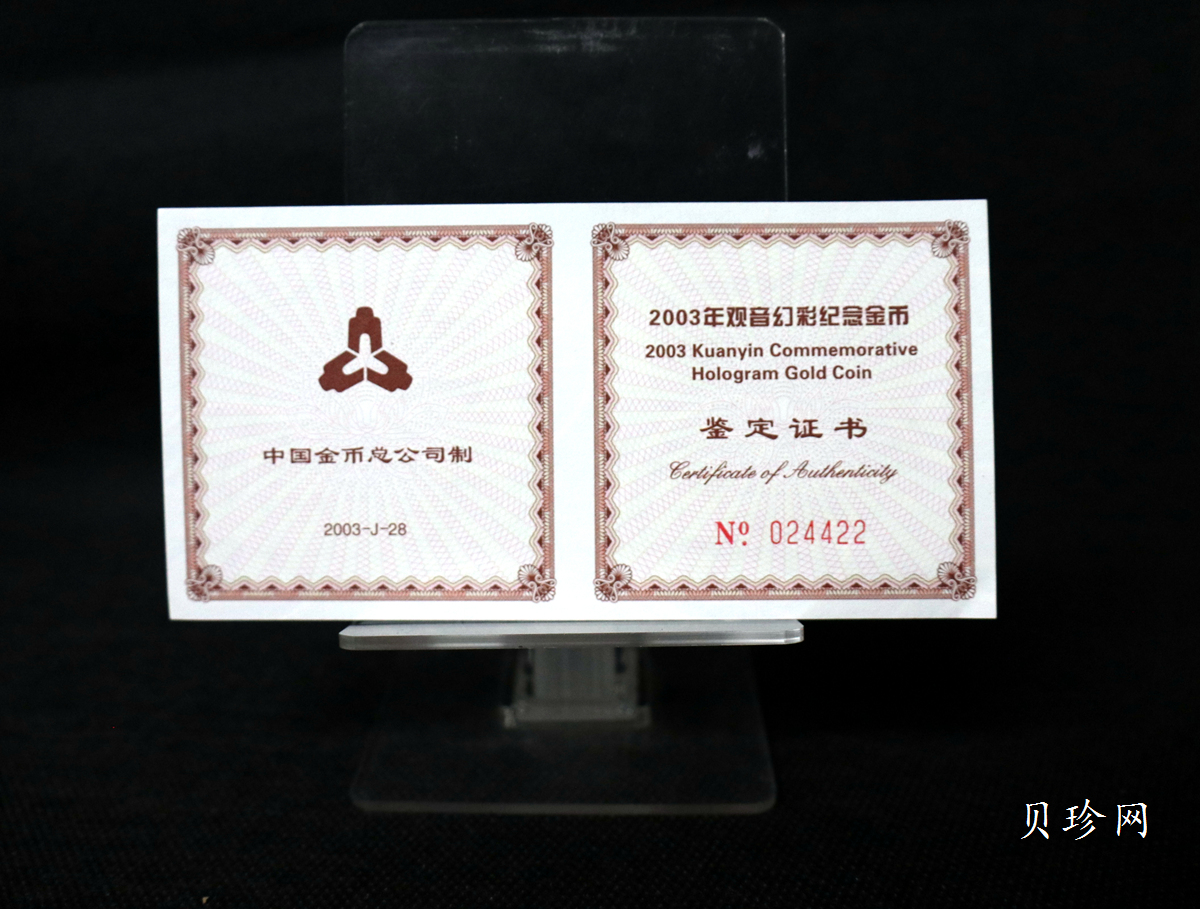 中国金币总公司制
2003-J-28
2003年观音幻彩纪念金币
2003 Kuanyin Commemorative
Hologram Gold Coin
鉴定证书
Certificate of Authenticity
Nº. 024422
贝珍网